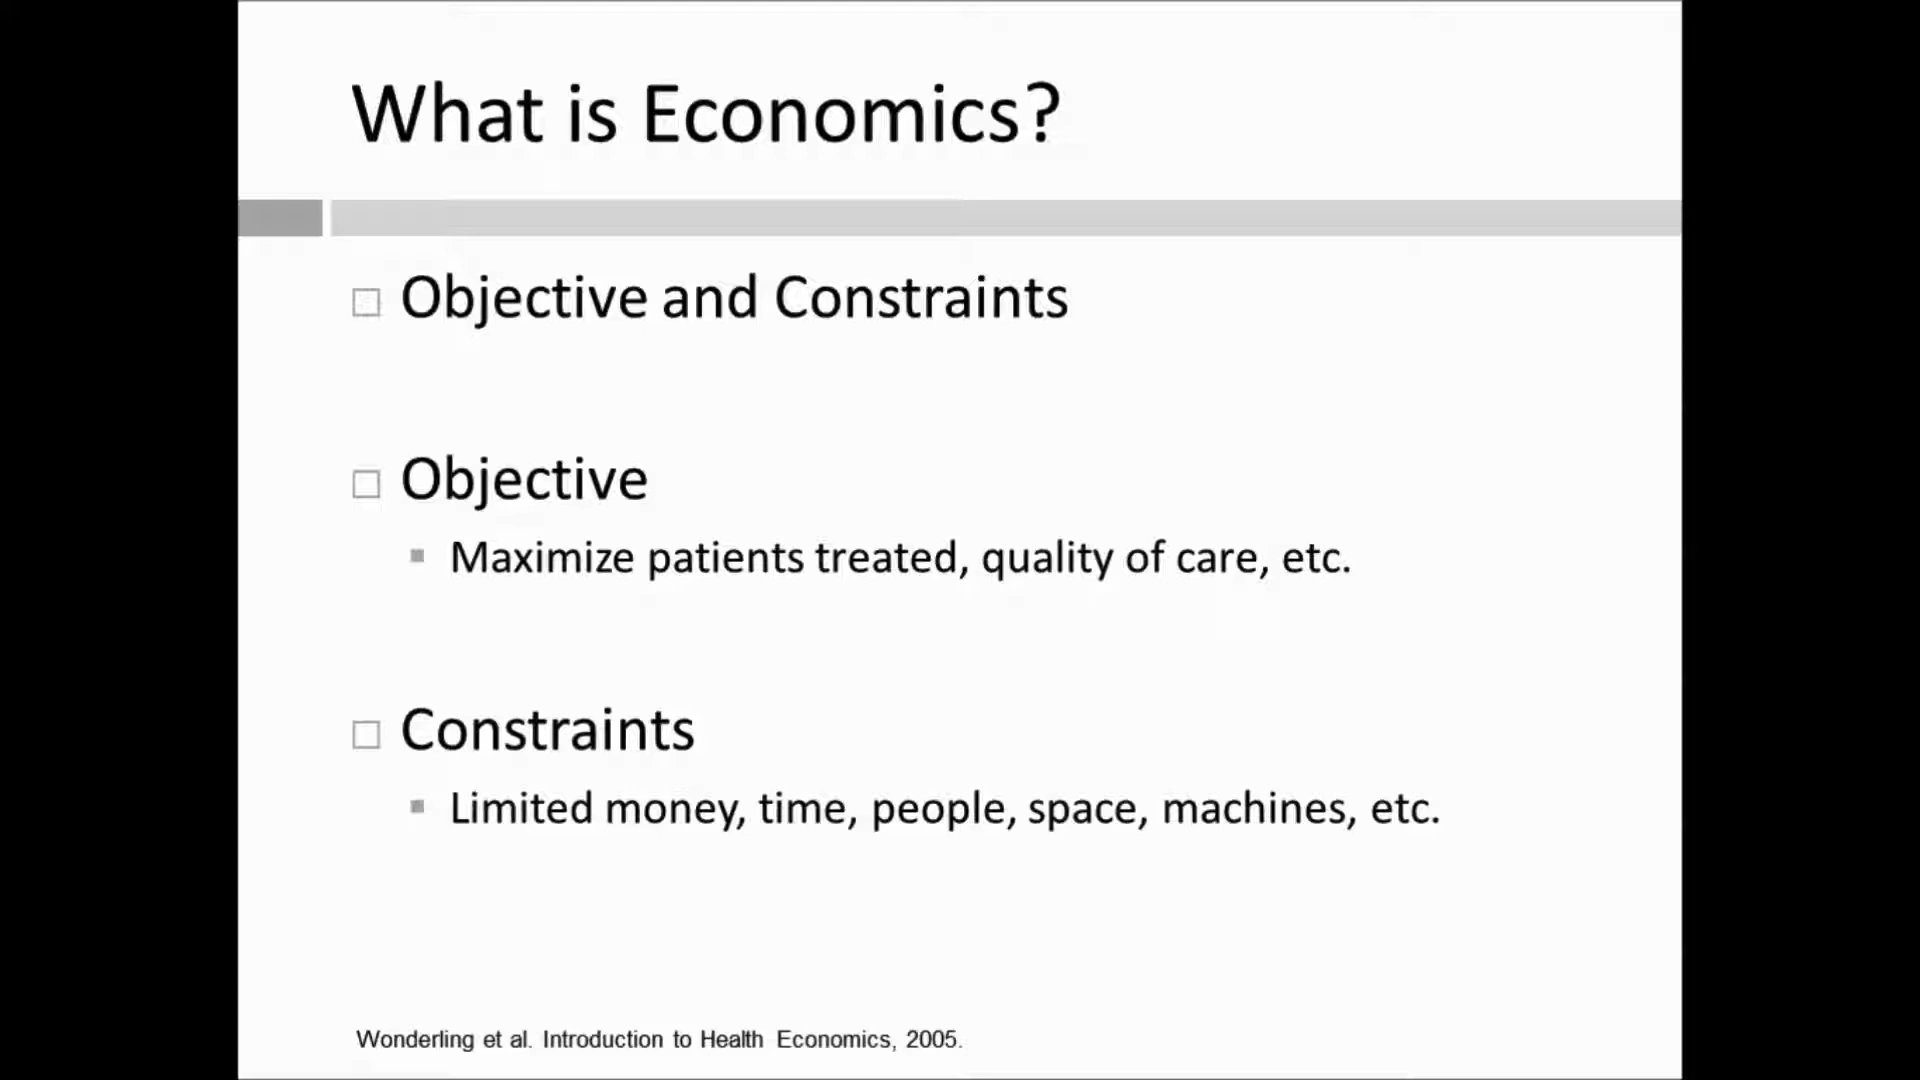 What is Economics?
Objective and Constraints
Objective
Maximize patients treated, quality of care, etc.
Constraints
Limited money, time, people, space, machines, etc.
Wonderling et al. Introduction to Health Economics, 2005.